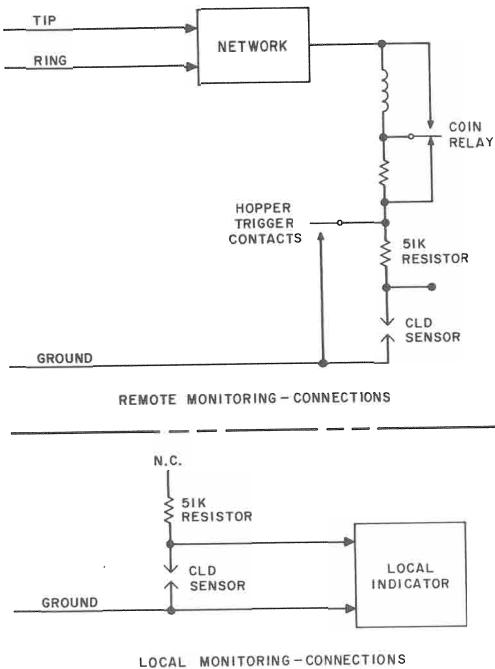 TIP
NETWORK
RING
COIN
RELAY
HOPPER
TRIGGER
CONTACTS
51K
RESISTOR
CLD
SENSOR
GROUND
REMOTE MONITORING - CONNECTIONS
N.C.
51K
RESISTOR
CLD
SENSOR
LOCAL
INDICATOR
GROUND
LOCAL MONITORING - CONNECTIONS